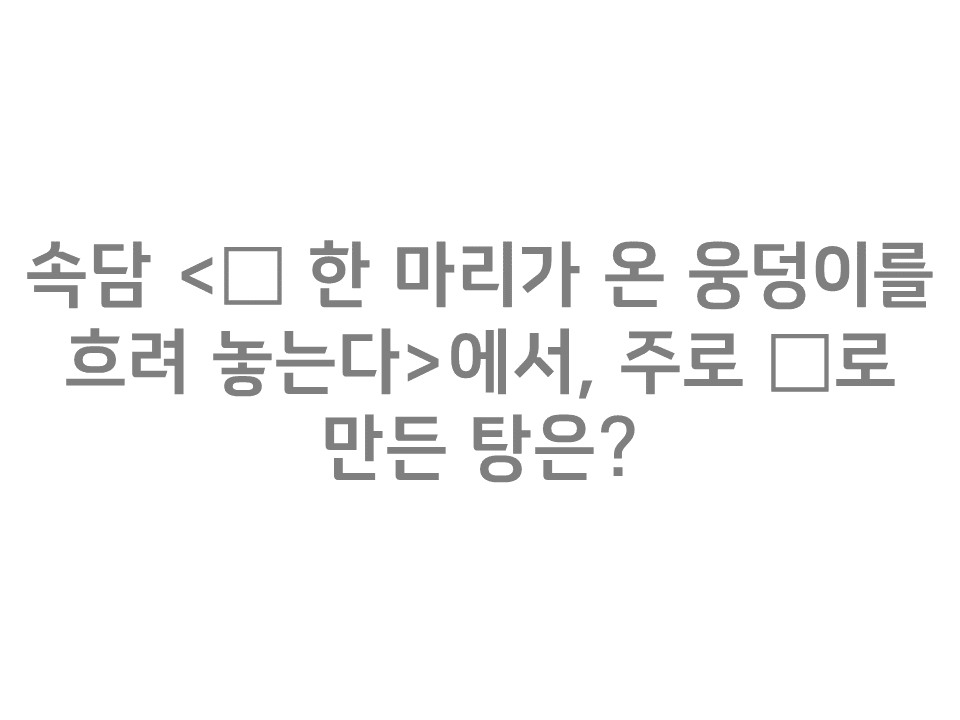 속담 <□ 한 마리가 온 웅덩이를
흐려 놓는다>에서, 주로 □로
만든 탕은?